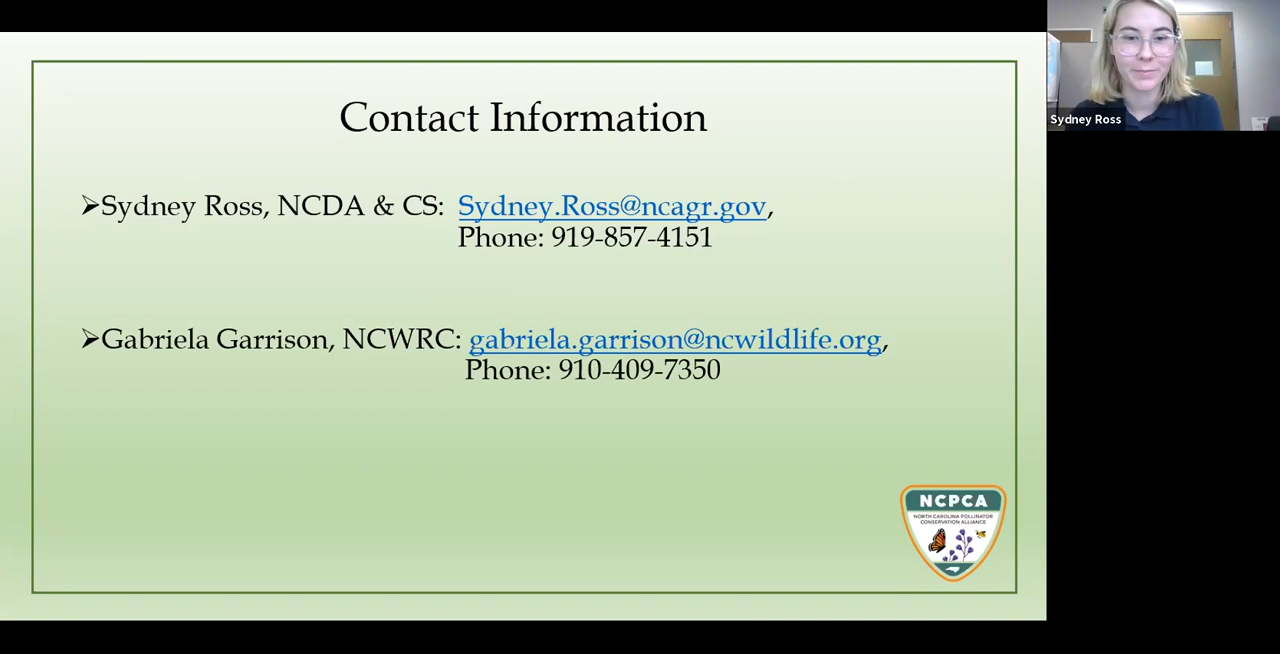 Contact Information
➢Sydney Ross, NCDA & CS: Sydney.Ross@ncagr.gov,
Phone: 919-857-4151
➢Gabriela Garrison, NCWRC: gabriela.garrison@ncwildlife.org,
Phone: 910-409-7350
NCPCA
NORTH CAROLINA POLLINATOR
CONSERVATION ALLIANCE
Sydney Ross